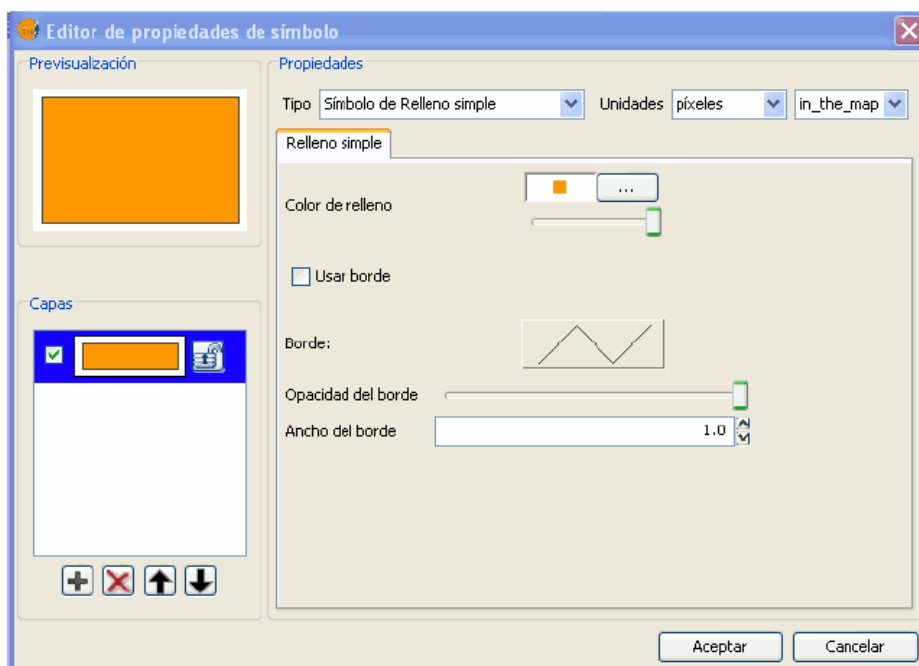 Editor de propiedades de símbolo
Previsualización
Propiedades
Tipo Símbolo de Relleno simple Unidades píxeles in_the_map
Relleno simple
Color de relleno ...
Usar borde
Capas
Borde:
Opacidad del borde
Ancho del borde 1.0
Aceptar Cancelar